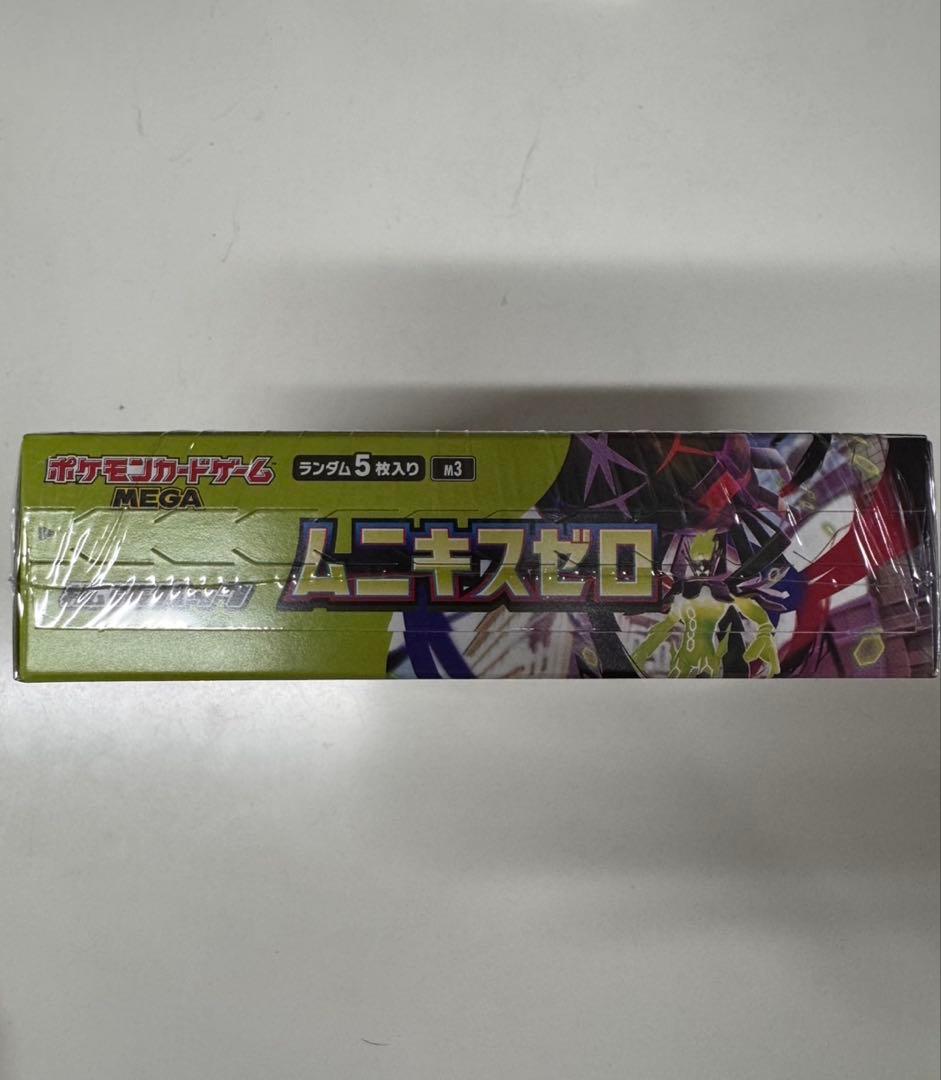 ポケモンカードゲーム
MEGA
ランダム5枚入り
M3
ムニキスゼロ